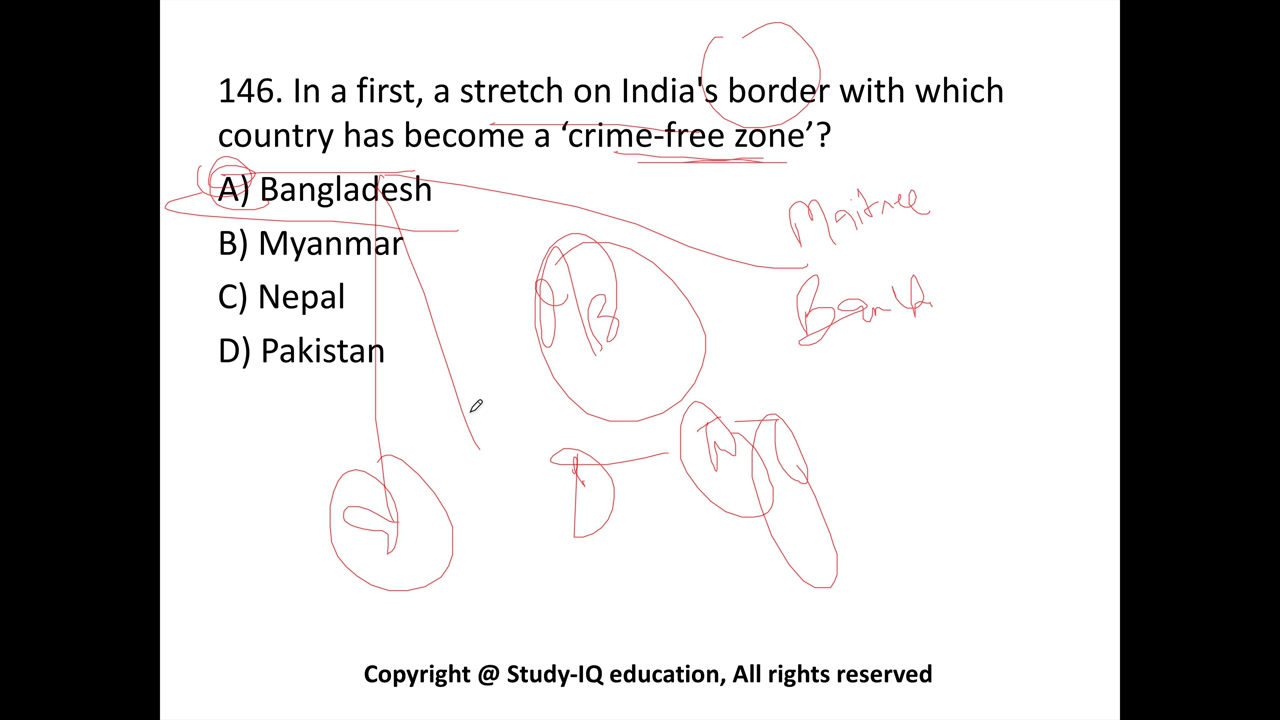 146. In a first, a stretch on India's border with which
country has become a ‘crime-free zone’?
A) Bangladesh
B) Myanmar
C) Nepal
D) Pakistan
Maitree
Bank
B
D
Copyright @ Study-IQ education, All rights reserved